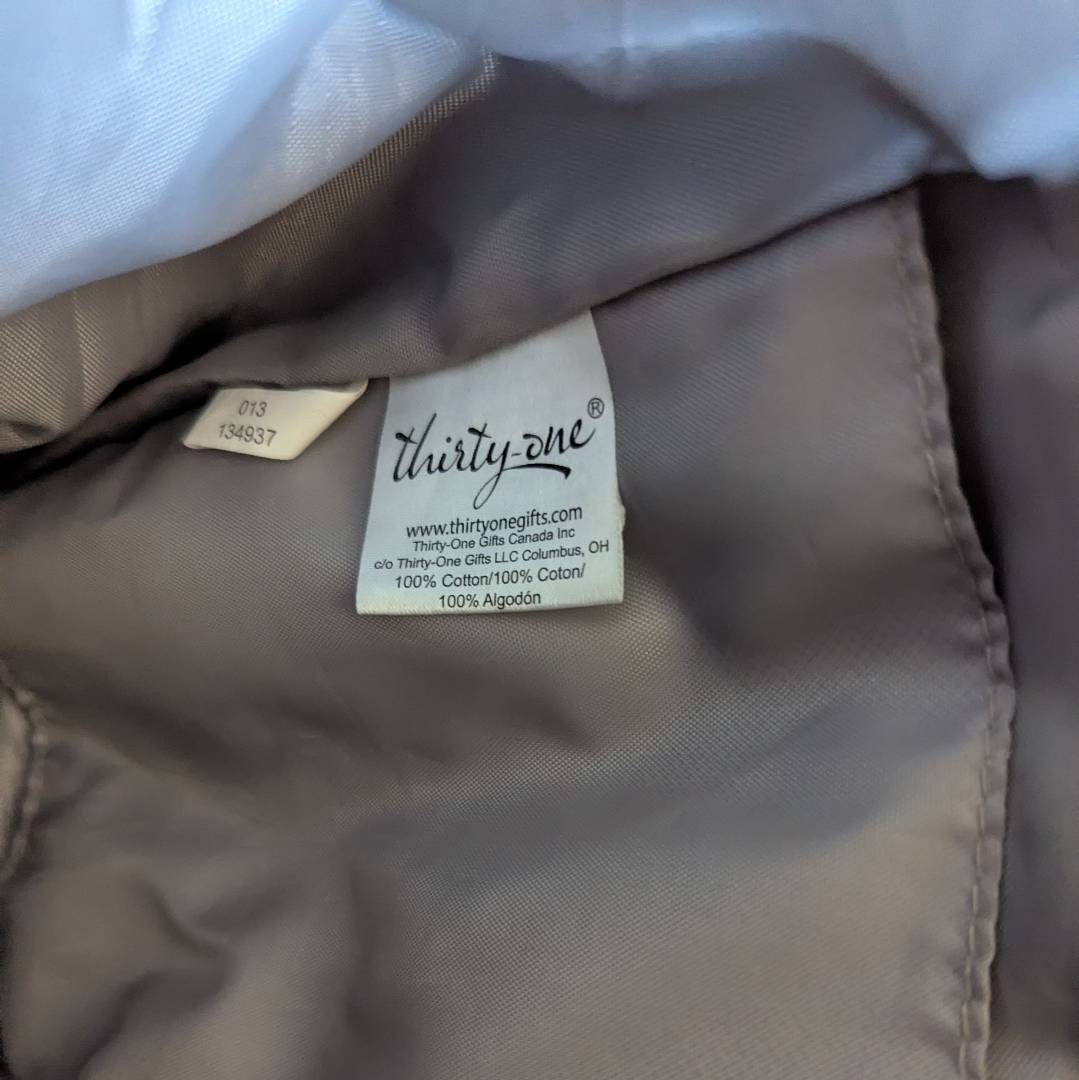 013
134937
thirty-one®
www.thirtyonegifts.com
Thirty-One Gifts Canada Inc
c/o Thirty-One Gifts LLC Columbus, OH
100% Cotton/100% Coton/
100% Algodón